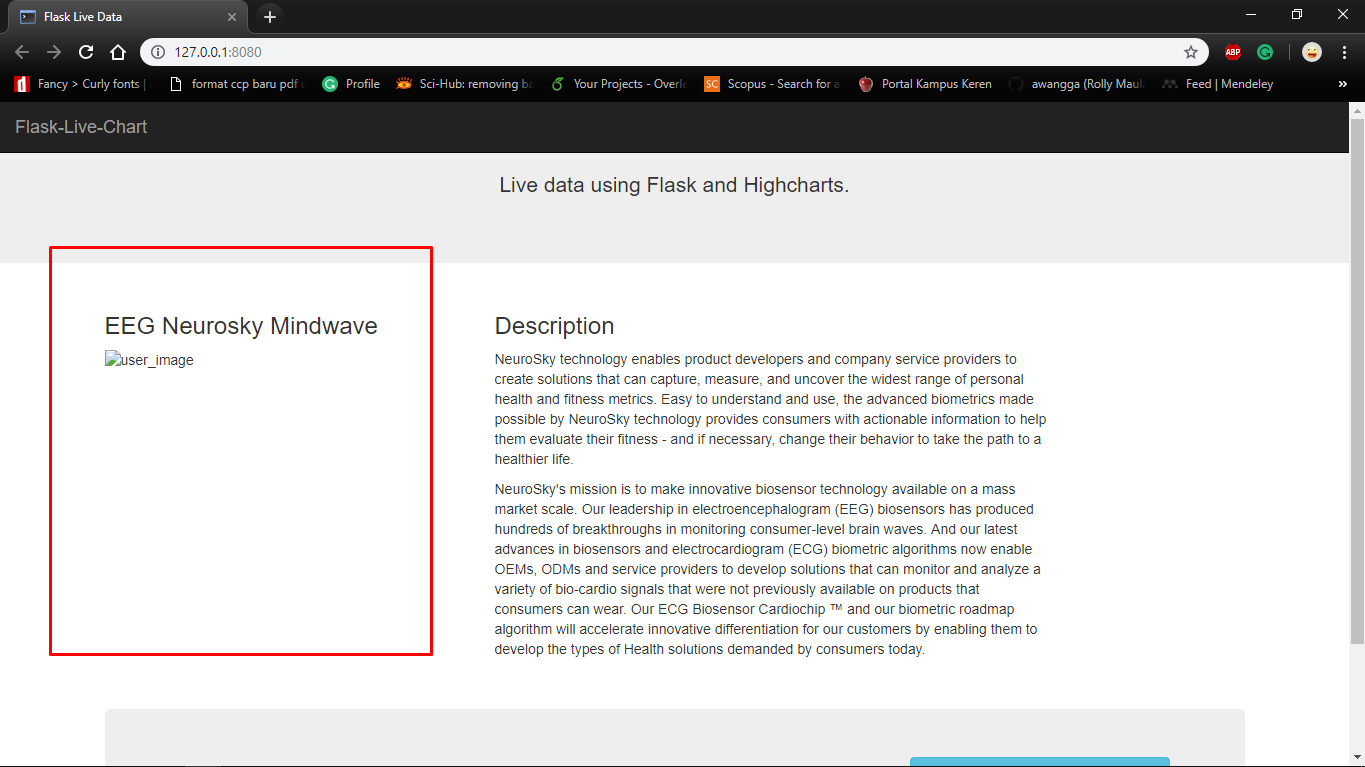 Flask Live Data
127.0.0.1:8080
ABP
Fancy > Curly fonts |
format ccp baru pdf
Profile
Sci-Hub: removing ba
Your Projects - Overle
SC
Scopus - Search for a
Portal Kampus Keren
awangga (Rolly Maula
Feed | Mendeley
»
Flask-Live-Chart
Live data using Flask and Highcharts.
EEG Neurosky Mindwave
user_image
Description
NeuroSky technology enables product developers and company service providers to
create solutions that can capture, measure, and uncover the widest range of personal
health and fitness metrics. Easy to understand and use, the advanced biometrics made
possible by NeuroSky technology provides consumers with actionable information to help
them evaluate their fitness - and if necessary, change their behavior to take the path to a
healthier life.
NeuroSky's mission is to make innovative biosensor technology available on a mass
market scale. Our leadership in electroencephalogram (EEG) biosensors has produced
hundreds of breakthroughs in monitoring consumer-level brain waves. And our latest
advances in biosensors and electrocardiogram (ECG) biometric algorithms now enable
OEMs, ODMs and service providers to develop solutions that can monitor and analyze a
variety of bio-cardio signals that were not previously available on products that
consumers can wear. Our ECG Biosensor Cardiochip ™ and our biometric roadmap
algorithm will accelerate innovative differentiation for our customers by enabling them to
develop the types of Health solutions demanded by consumers today.